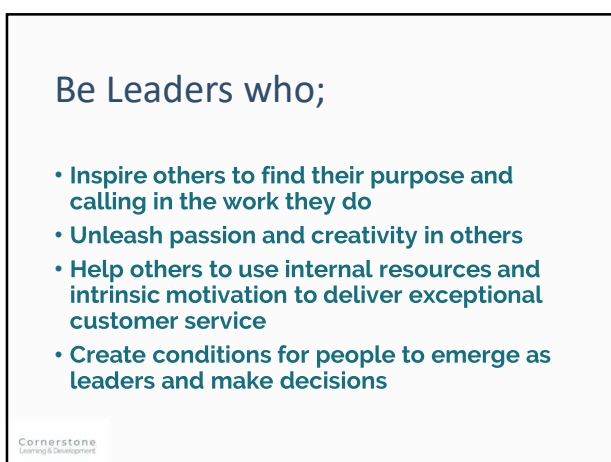 Be Leaders who;
• Inspire others to find their purpose and
calling in the work they do
• Unleash passion and creativity in others
• Help others to use internal resources and
intrinsic motivation to deliver exceptional
customer service
• Create conditions for people to emerge as
leaders and make decisions
Cornerstone
Learning & Development